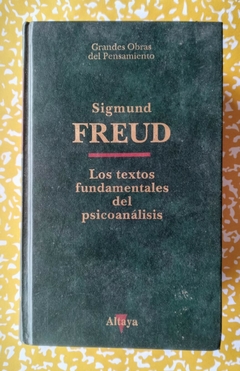 Grandes Obras
del Pensamiento
Sigmund
FREUD
Los textos
fundamentales
del
psicoanálisis
Altaya